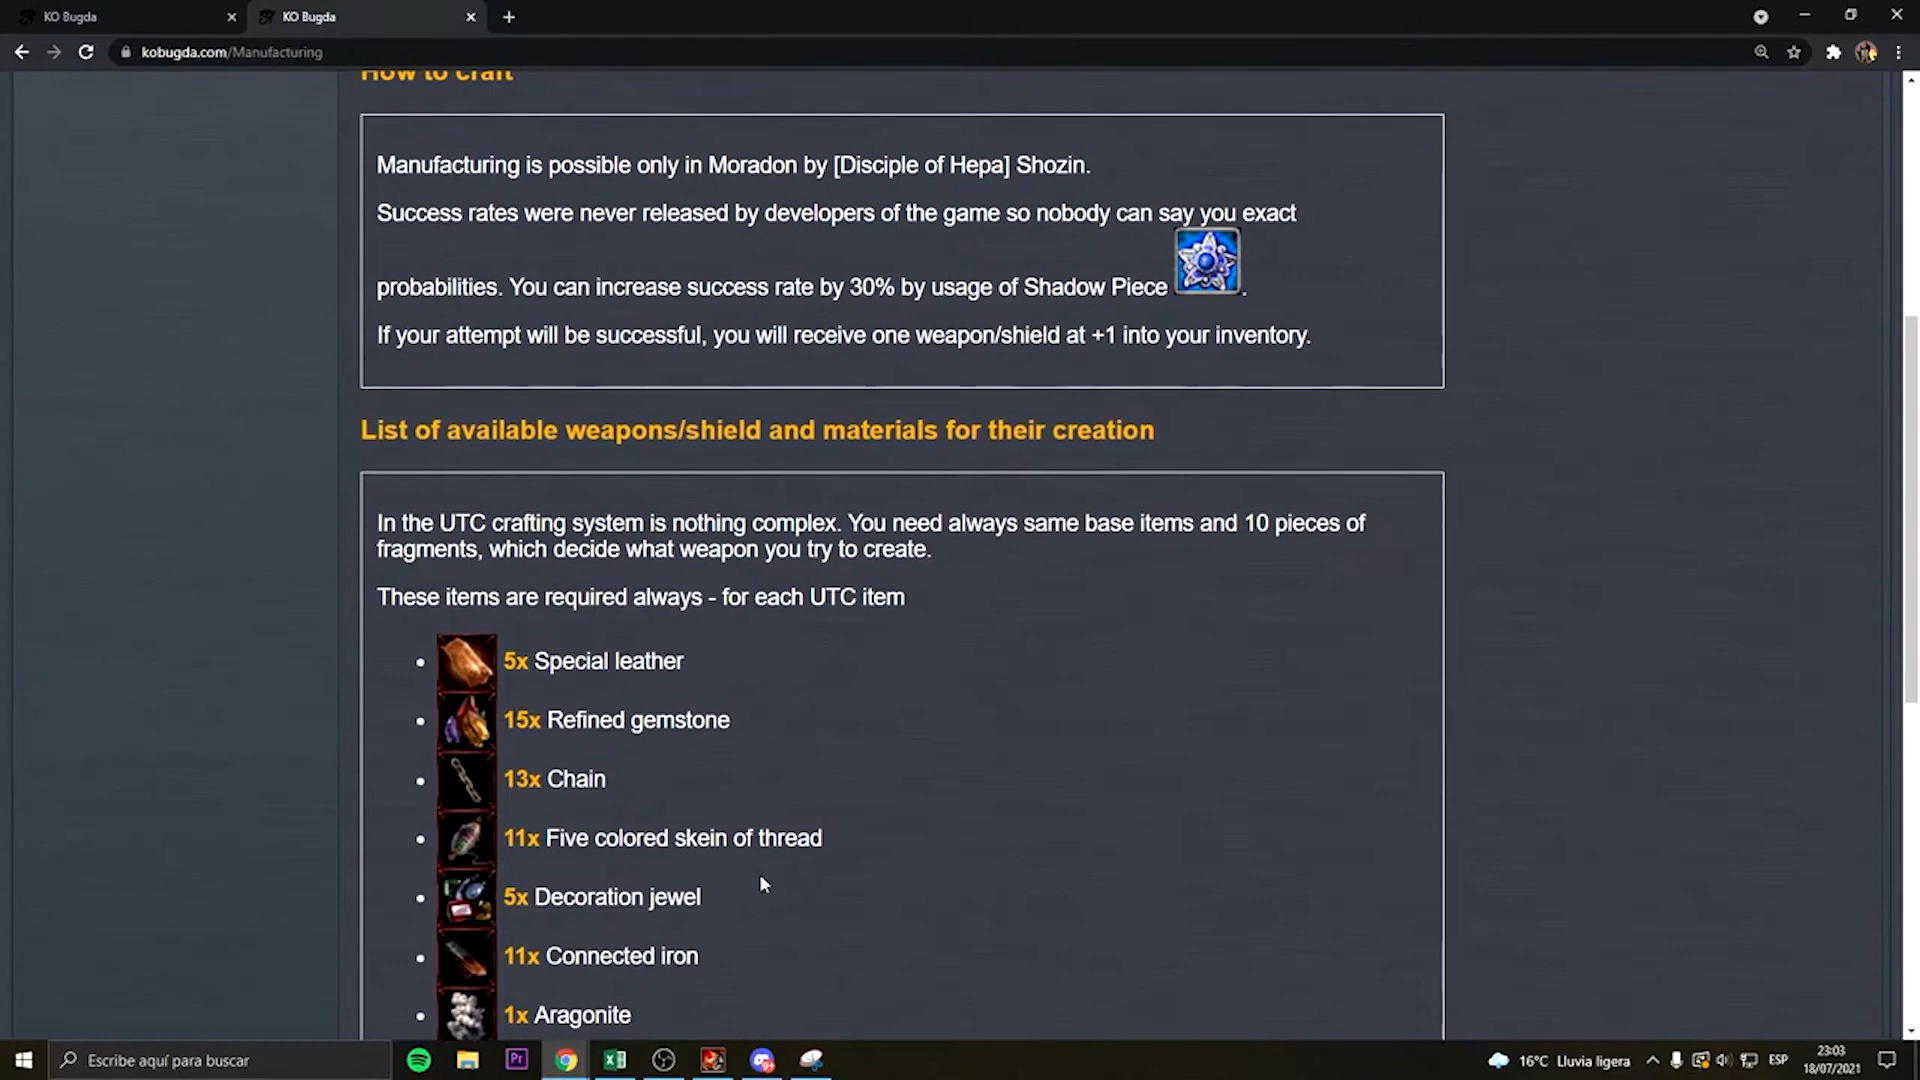 KO Bugda
KO Bugda
kobugda.com/Manufacturing
How to craft
Manufacturing is possible only in Moradon by [Disciple of Hepa] Shozin.
Success rates were never released by developers of the game so nobody can say you exact
probabilities. You can increase success rate by 30% by usage of Shadow Piece .
If your attempt will be successful, you will receive one weapon/shield at +1 into your inventory.
List of available weapons/shield and materials for their creation
In the UTC crafting system is nothing complex. You need always same base items and 10 pieces of
fragments, which decide what weapon you try to create.
These items are required always - for each UTC item
5x Special leather
15x Refined gemstone
13x Chain
11x Five colored skein of thread
5x Decoration jewel
11x Connected iron
1x Aragonite
Escribe aquí para buscar
Pr
16°C Lluvia ligera
ESP
23:03
18/07/2021